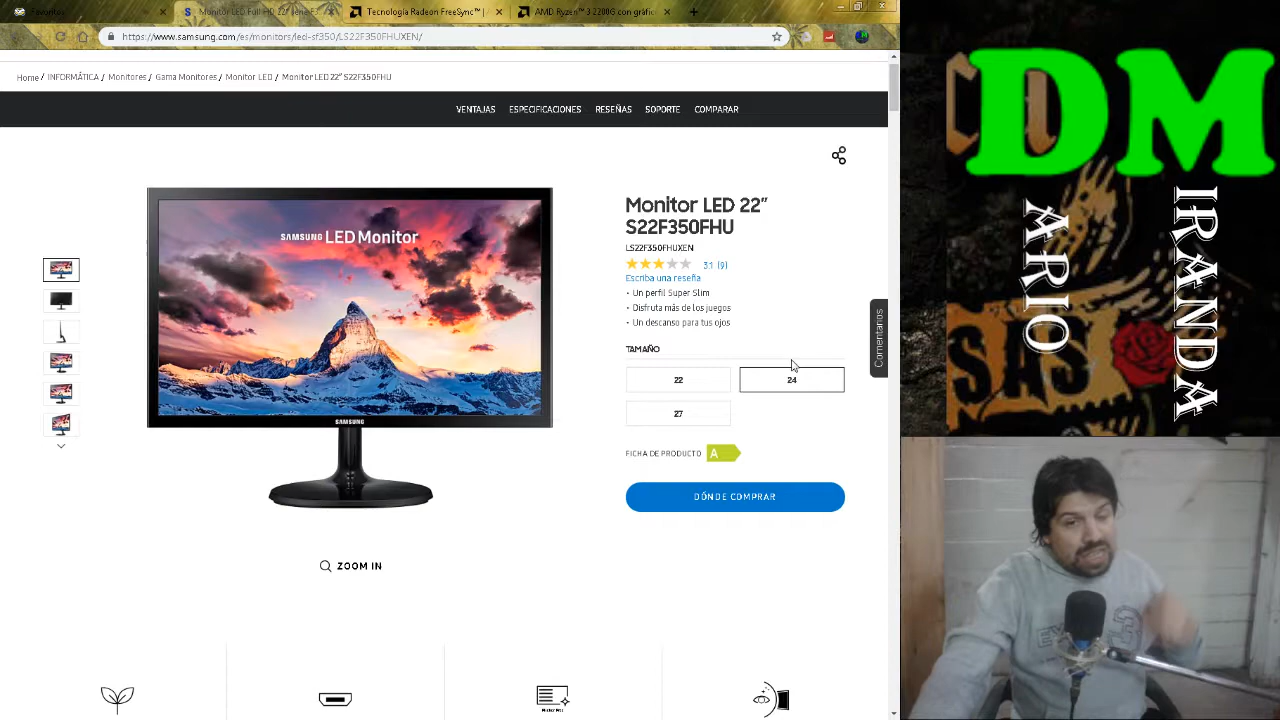 Favoritos
Monitor LED Full HD 22" serie F3
Tecnología Radeon FreeSync™ |
AMD Ryzen™ 3 2200G con gráfic
https://www.samsung.com/es/monitors/led-sf350/LS22F350FHUXEN/
Home / INFORMÁTICA / Monitores / Gama Monitores / Monitor LED / Monitor LED 22" S22F350FHU
VENTAJAS ESPECIFICACIONES RESEÑAS SOPORTE COMPARAR
SAMSUNG LED Monitor
SAMSUNG
ZOOM IN
Monitor LED 22"
S22F350FHU
LS22F350FHUXEN
3.1 (9)
Escriba una reseña
• Un perfil Super Slim
• Disfruta más de los juegos
• Un descanso para tus ojos
TAMAÑO
22
24
27
FICHA DE PRODUCTO A
DÓNDE COMPRAR
Comentarios
DM
ARIO
IRANDA
SAS